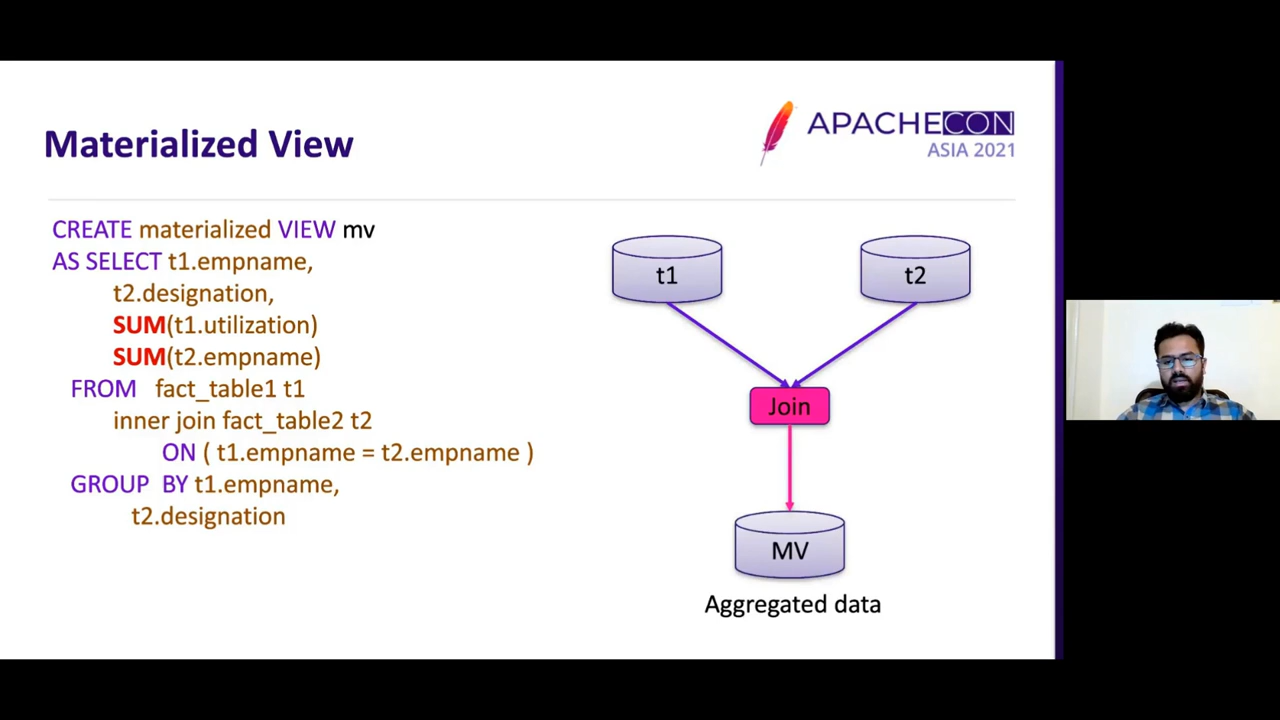 APACHECON
ASIA 2021
Materialized View
CREATE materialized VIEW mv
AS SELECT t1.empname,
t2.designation,
SUM(t1.utilization)
SUM(t2.empname)
FROM fact_table1 t1
inner join fact_table2 t2
ON ( t1.empname = t2.empname )
GROUP BY t1.empname,
t2.designation
t1
t2
Join
MV
Aggregated data